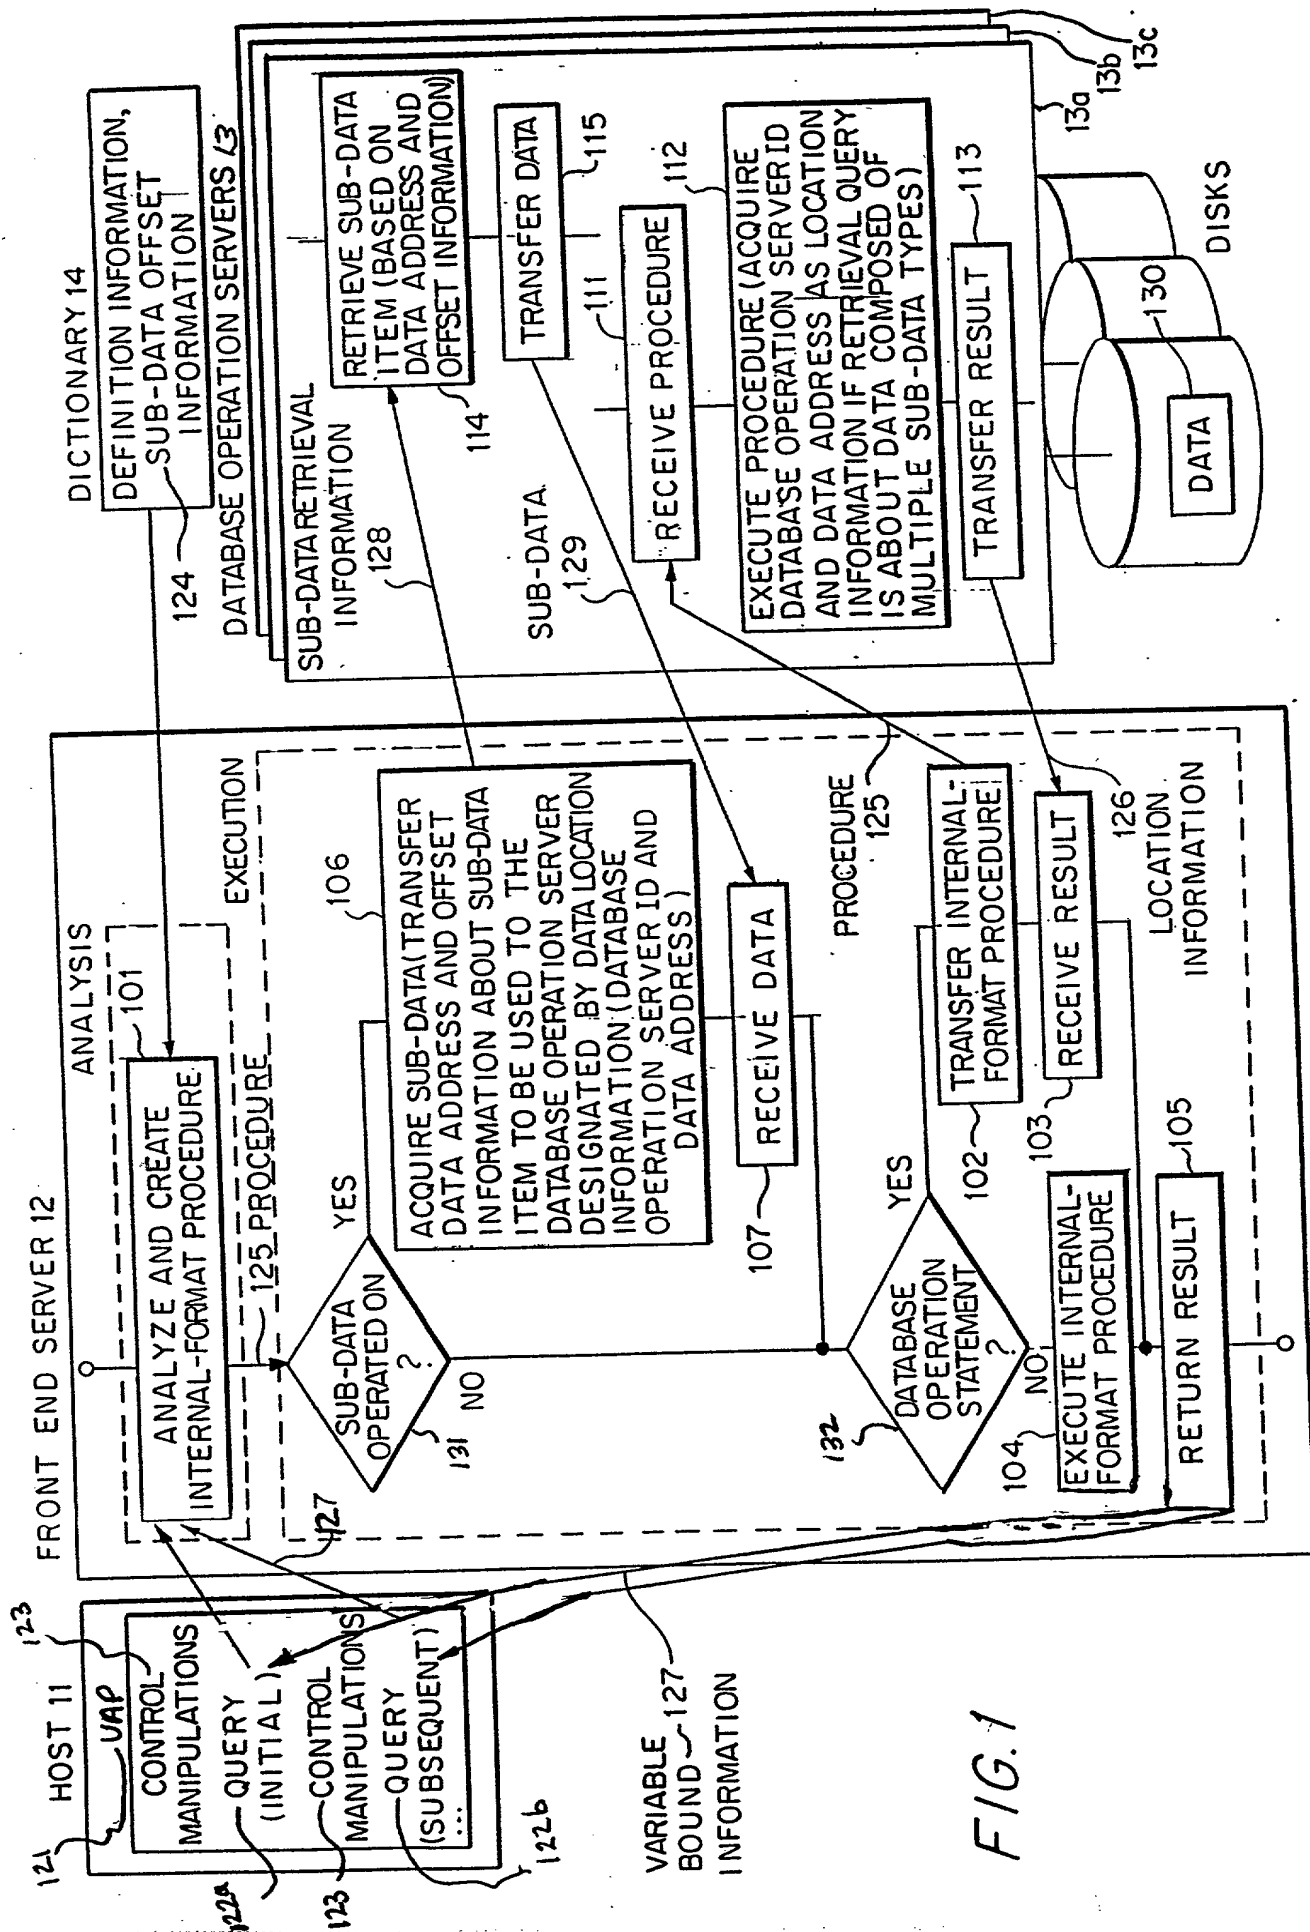 HOST 11
121
UAP
123
CONTROL
MANIPULATIONS
QUERY
(INITIAL)
122a
CONTROL
MANIPULATIONS
123
QUERY
(SUBSEQUENT)
...
122b
VARIABLE
BOUND 127
INFORMATION
FIG. 1
FRONT END SERVER 12
ANALYSIS
101
ANALYZE AND CREATE
INTERNAL-FORMAT PROCEDURE
127
125 PROCEDURE
EXECUTION
SUB-DATA
OPERATED ON
?
131
YES
NO
106
ACQUIRE SUB-DATA (TRANSFER
DATA ADDRESS AND OFFSET
INFORMATION ABOUT SUB-DATA
ITEM TO BE USED TO THE
DATABASE OPERATION SERVER
DESIGNATED BY DATA LOCATION
INFORMATION (DATABASE
OPERATION SERVER ID AND
DATA ADDRESS)
107
RECEIVE DATA
DATABASE
OPERATION
STATEMENT
?
132
YES
NO
PROCEDURE
125
102
TRANSFER INTERNAL-
FORMAT PROCEDURE
103
RECEIVE RESULT
126
LOCATION
INFORMATION
104
EXECUTE INTERNAL-
FORMAT PROCEDURE
105
RETURN RESULT
DICTIONARY 14
DEFINITION INFORMATION,
SUB-DATA OFFSET
INFORMATION
124
DATABASE OPERATION SERVERS 13
SUB-DATA RETRIEVAL
INFORMATION
128
RETRIEVE SUB-DATA
ITEM (BASED ON
DATA ADDRESS AND
OFFSET INFORMATION)
114
TRANSFER DATA
115
SUB-DATA
129
111
RECEIVE PROCEDURE
112
EXECUTE PROCEDURE (ACQUIRE
DATABASE OPERATION SERVER ID
AND DATA ADDRESS AS LOCATION
INFORMATION IF RETRIEVAL QUERY
IS ABOUT DATA COMPOSED OF
MULTIPLE SUB-DATA TYPES)
TRANSFER RESULT
113
13a
13b
13c
DATA
130
DISKS